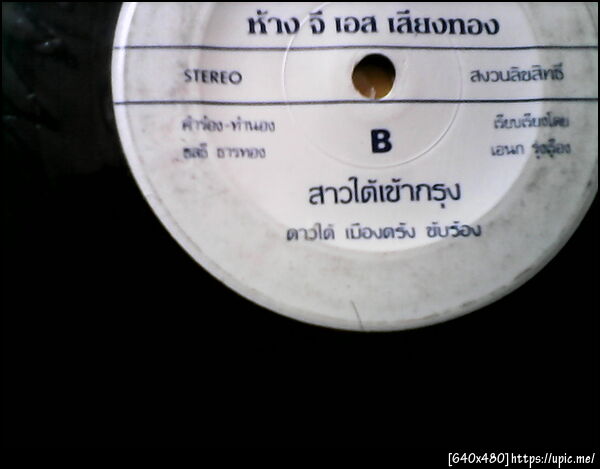 ห้าง จี เอส เสียงทอง
STEREO
สงวนลิขสิทธิ์
คำร้อง-ทำนอง
ชลธี ธารทอง
B
เรียบเรียงโดย
เอนก รุ่งเรือง
สาวใต้เข้ากรุง
ดาวใต้ เมืองตรัง ขับร้อง
[640x480]https://upic.me/